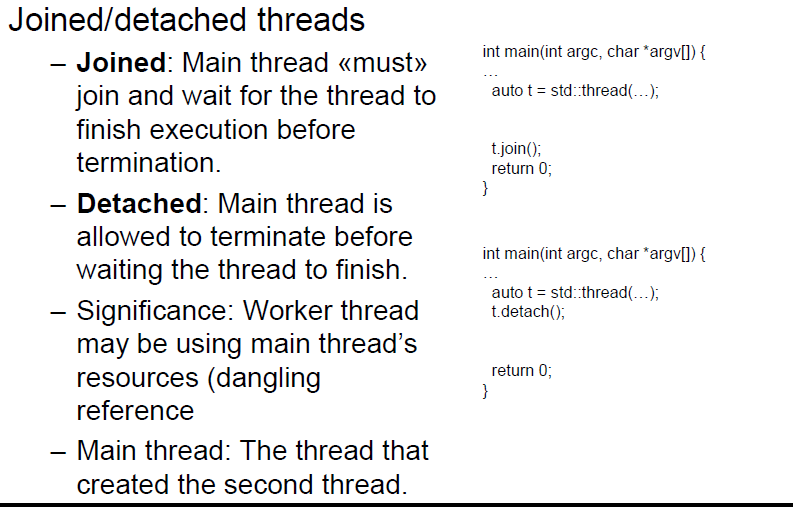 Joined/detached threads
– Joined: Main thread «must»
join and wait for the thread to
finish execution before
termination.
– Detached: Main thread is
allowed to terminate before
waiting the thread to finish.
– Significance: Worker thread
may be using main thread’s
resources (dangling
reference
– Main thread: The thread that
created the second thread.
int main(int argc, char *argv[]) {
…
auto t = std::thread(…);
t.join();
return 0;
}
int main(int argc, char *argv[]) {
…
auto t = std::thread(…);
t.detach();
return 0;
}